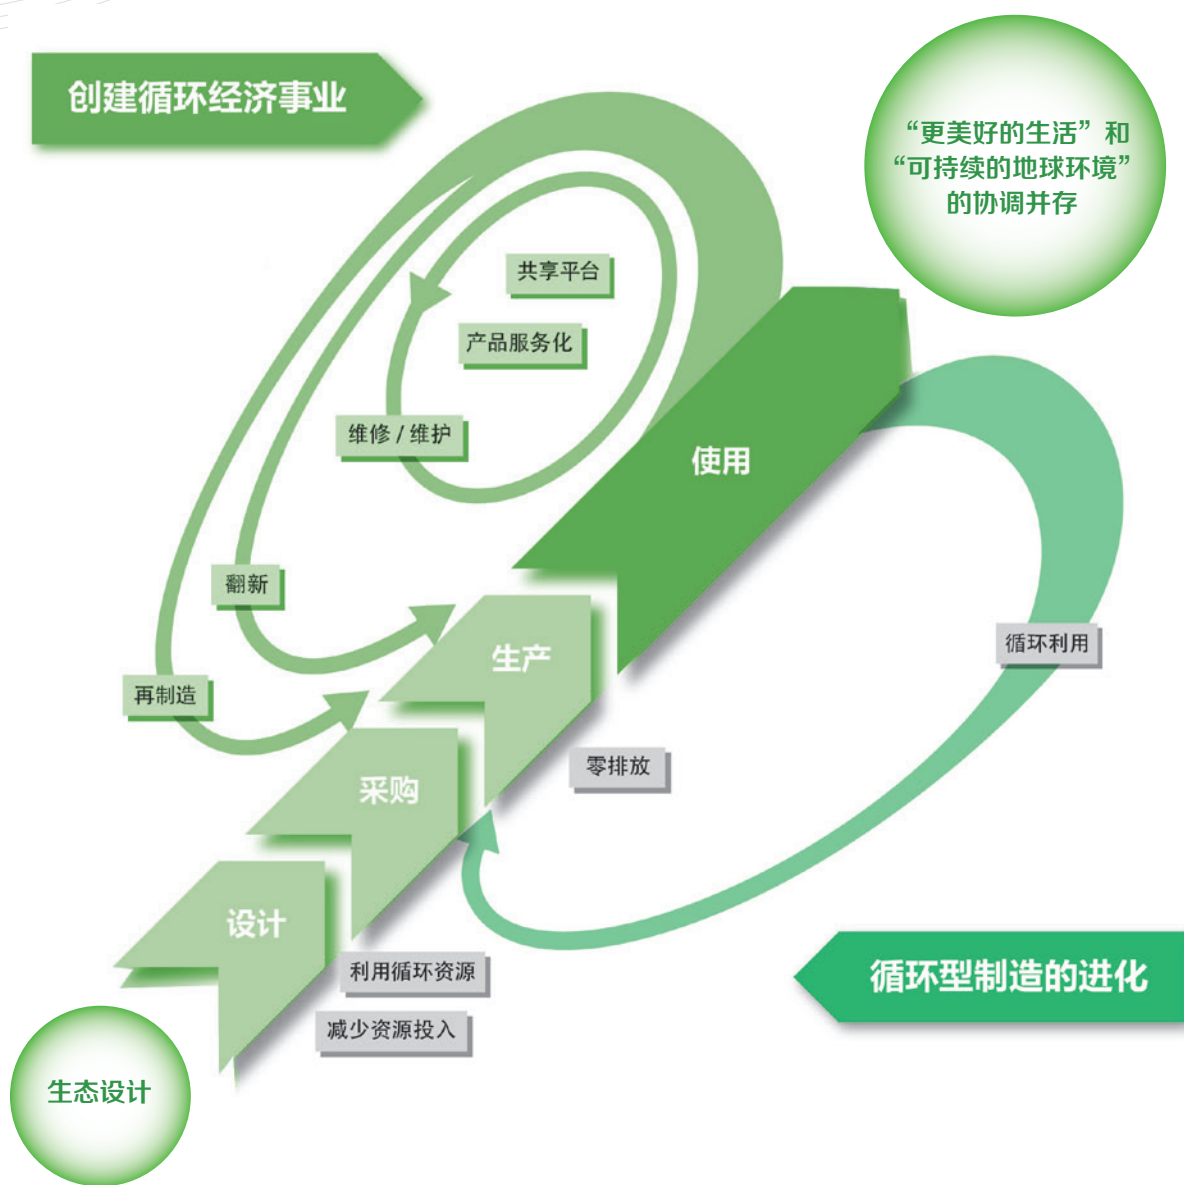 创建循环经济事业
“更美好的生活”和
“可持续的地球环境”
的协调并存
共享平台
产品服务化
维修 / 维护
使用
翻新
生产
循环利用
再制造
零排放
采购
设计
利用循环资源
循环型制造的进化
减少资源投入
生态设计